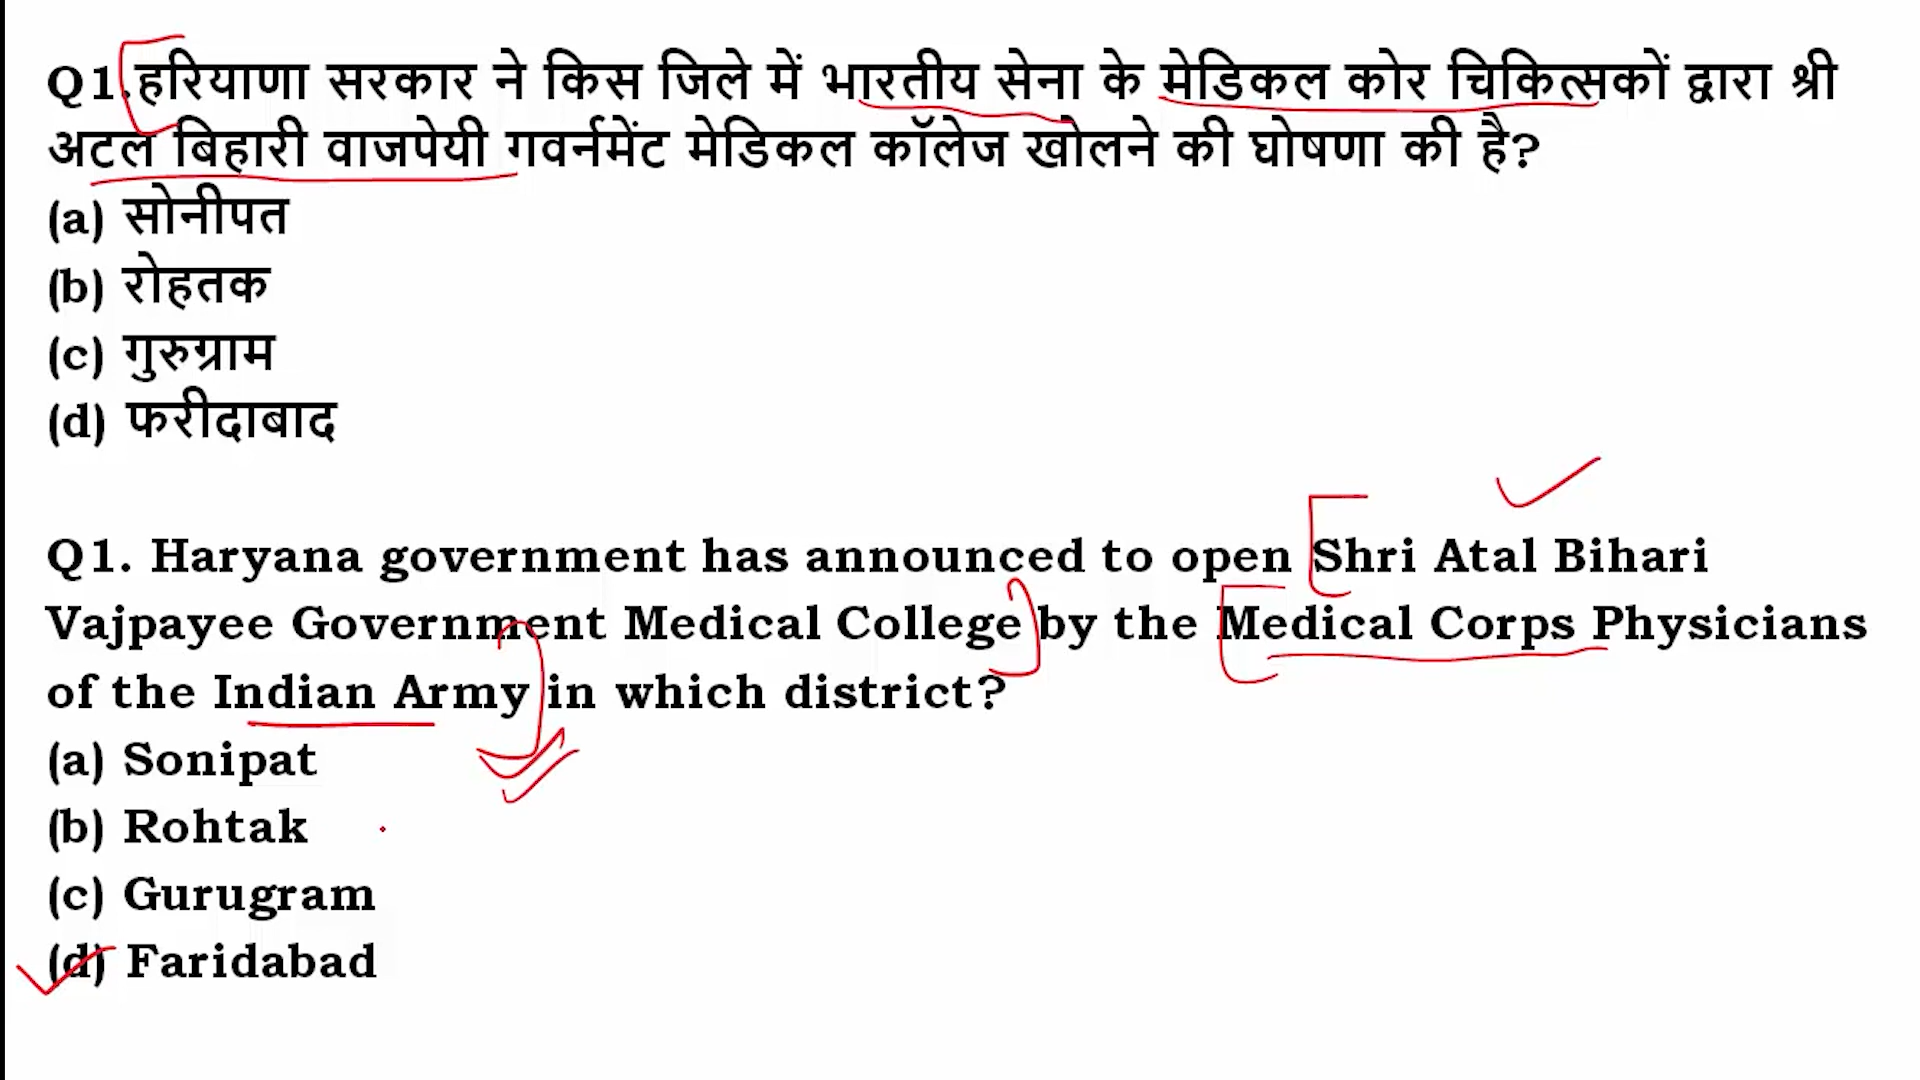 Q1.हरियाणा सरकार ने किस जिले में भारतीय सेना के मेडिकल कोर चिकित्सकों द्वारा श्री
अटल बिहारी वाजपेयी गवर्नमेंट मेडिकल कॉलेज खोलने की घोषणा की है?
(a) सोनीपत
(b) रोहतक
(c) गुरुग्राम
(d) फरीदाबाद
Q1. Haryana government has announced to open Shri Atal Bihari
Vajpayee Government Medical College by the Medical Corps Physicians
of the Indian Army in which district?
(a) Sonipat
(b) Rohtak
(c) Gurugram
(d) Faridabad